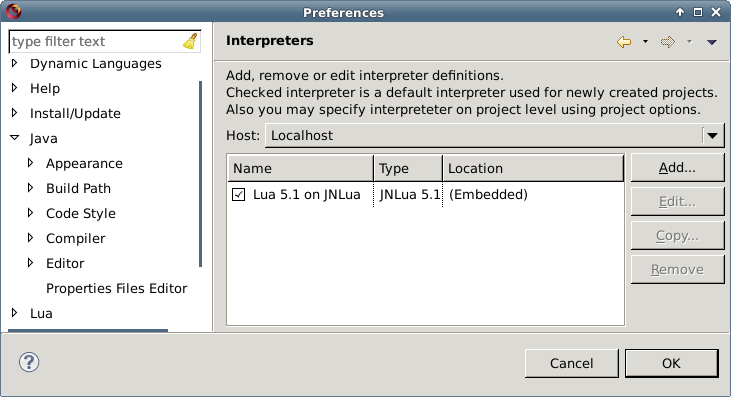 Preferences
type filter text
Dynamic Languages
Help
Install/Update
Java
Appearance
Build Path
Code Style
Compiler
Editor
Properties Files Editor
Lua
Interpreters
Add, remove or edit interpreter definitions.
Checked interpreter is a default interpreter used for newly created projects.
Also you may specify interpreteter on project level using project options.
Host: Localhost
Name Type Location
Lua 5.1 on JNLua JNLua 5.1 (Embedded)
Add...
Edit...
Copy...
Remove
?
Cancel OK